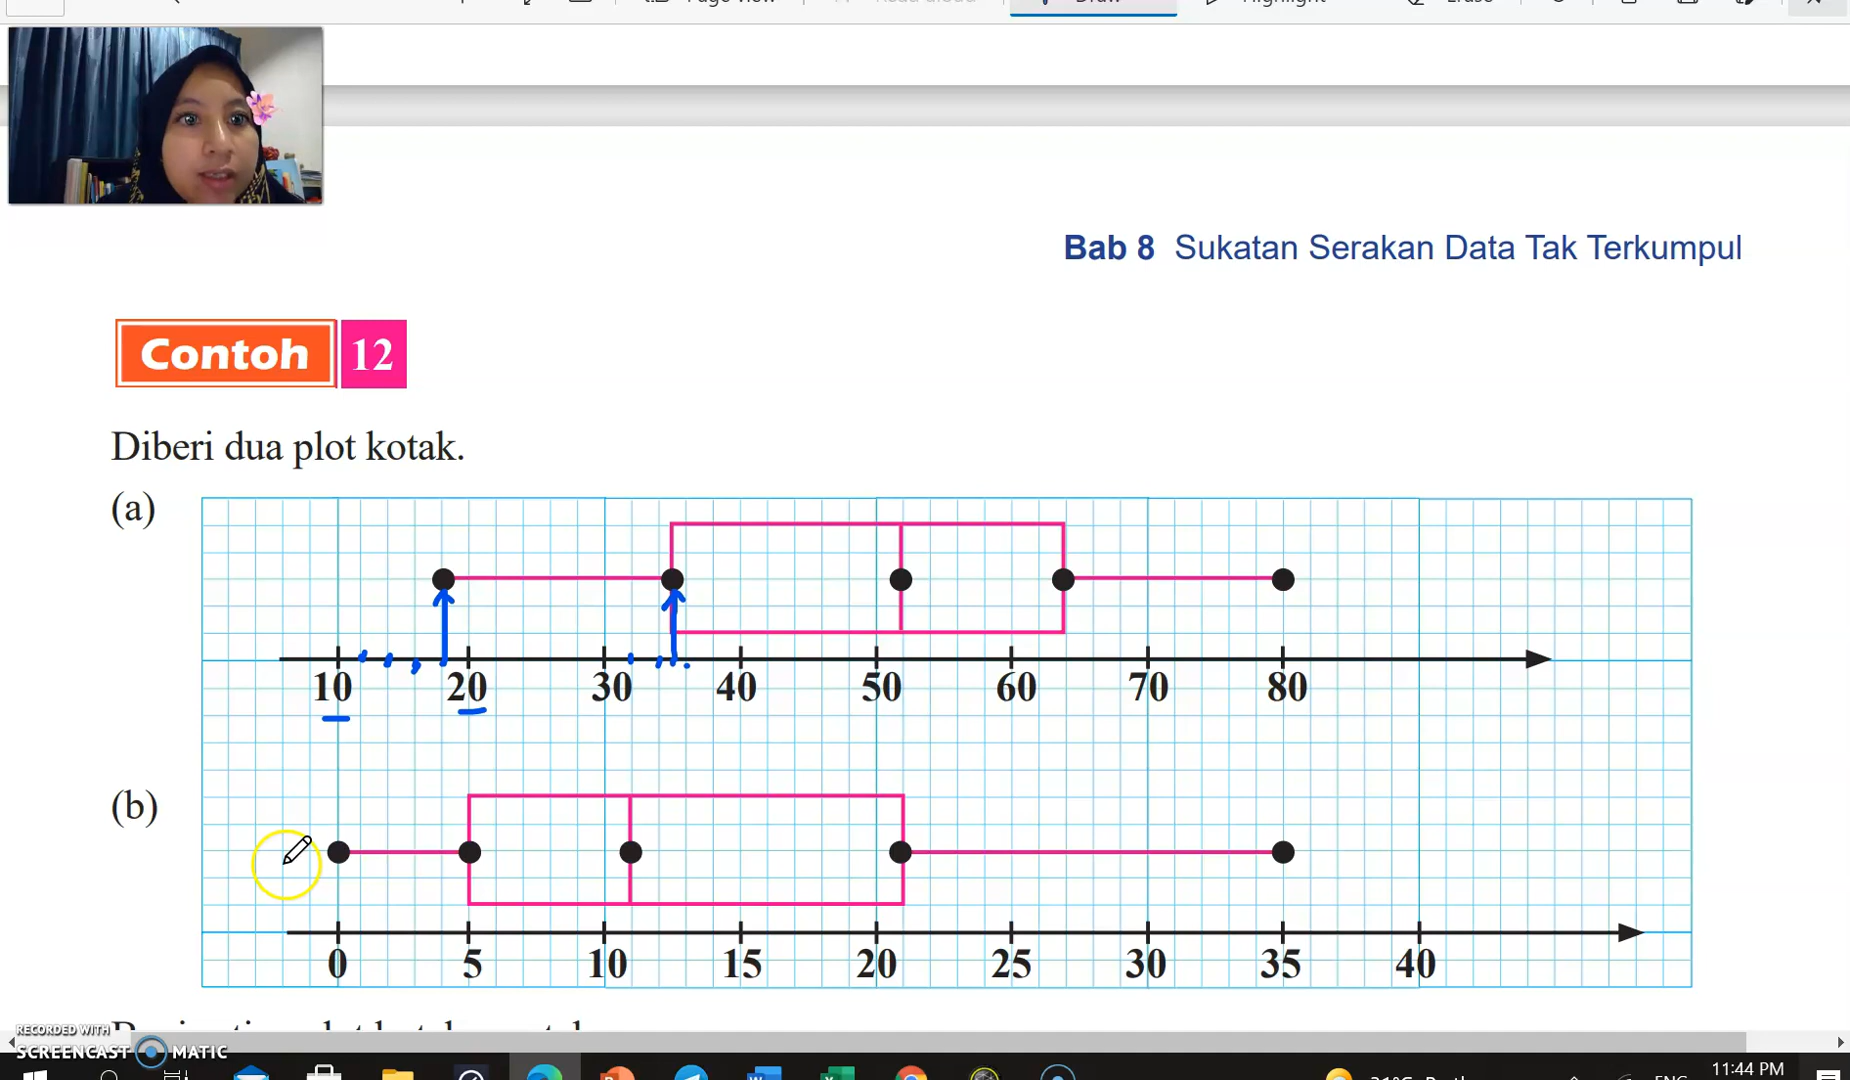 Draw
Bab 8 Sukatan Serakan Data Tak Terkumpul
Contoh 12
Diberi dua plot kotak.
(a)
10 20 30 40 50 60 70 80
(b)
0 5 10 15 20 25 30 35 40
RECORDED WITH
SCREENCAST MATIC
11:44 PM